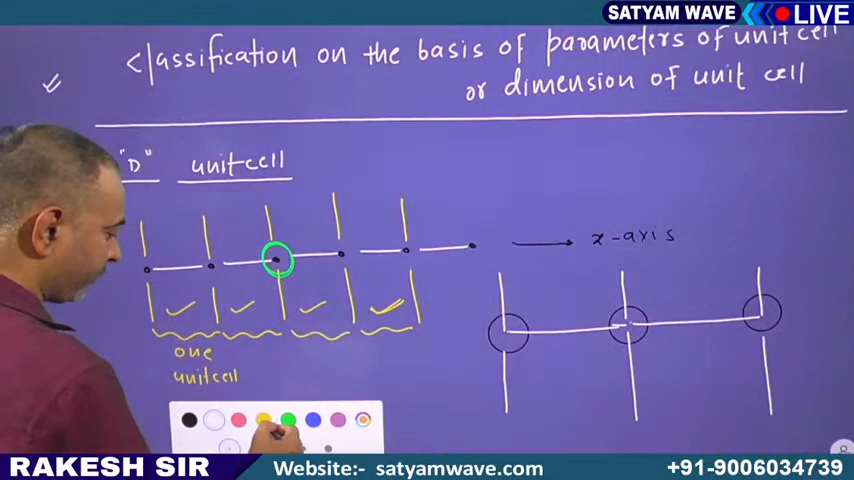 SATYAM WAVE LIVE
Classification on the basis of parameters of unit cell
or dimension of unit cell
"D" unitcell
x-axis
one
unitcell
RAKESH SIR Website:- satyamwave.com +91-9006034739